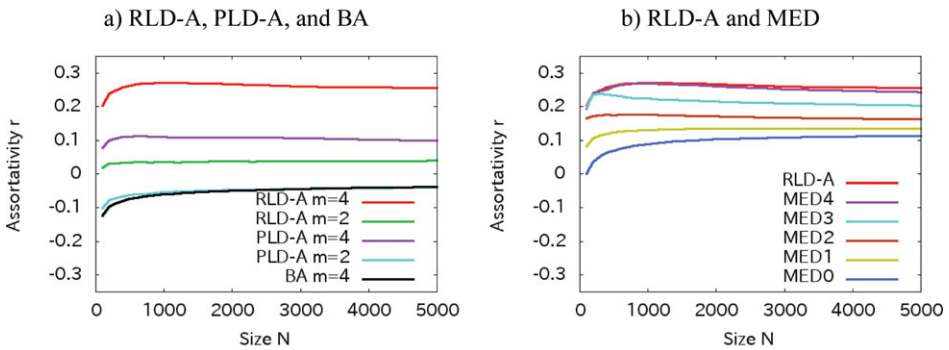 a) RLD-A, PLD-A, and BA
b) RLD-A and MED
Assortativity r
0.3
0.2
0.1
0
-0.1
-0.2
-0.3
RLD-A m=4
RLD-A m=2
PLD-A m=4
PLD-A m=2
BA m=4
0 1000 2000 3000 4000 5000
Size N
Assortativity r
0.3
0.2
0.1
0
-0.1
-0.2
-0.3
RLD-A
MED4
MED3
MED2
MED1
MED0
0 1000 2000 3000 4000 5000
Size N